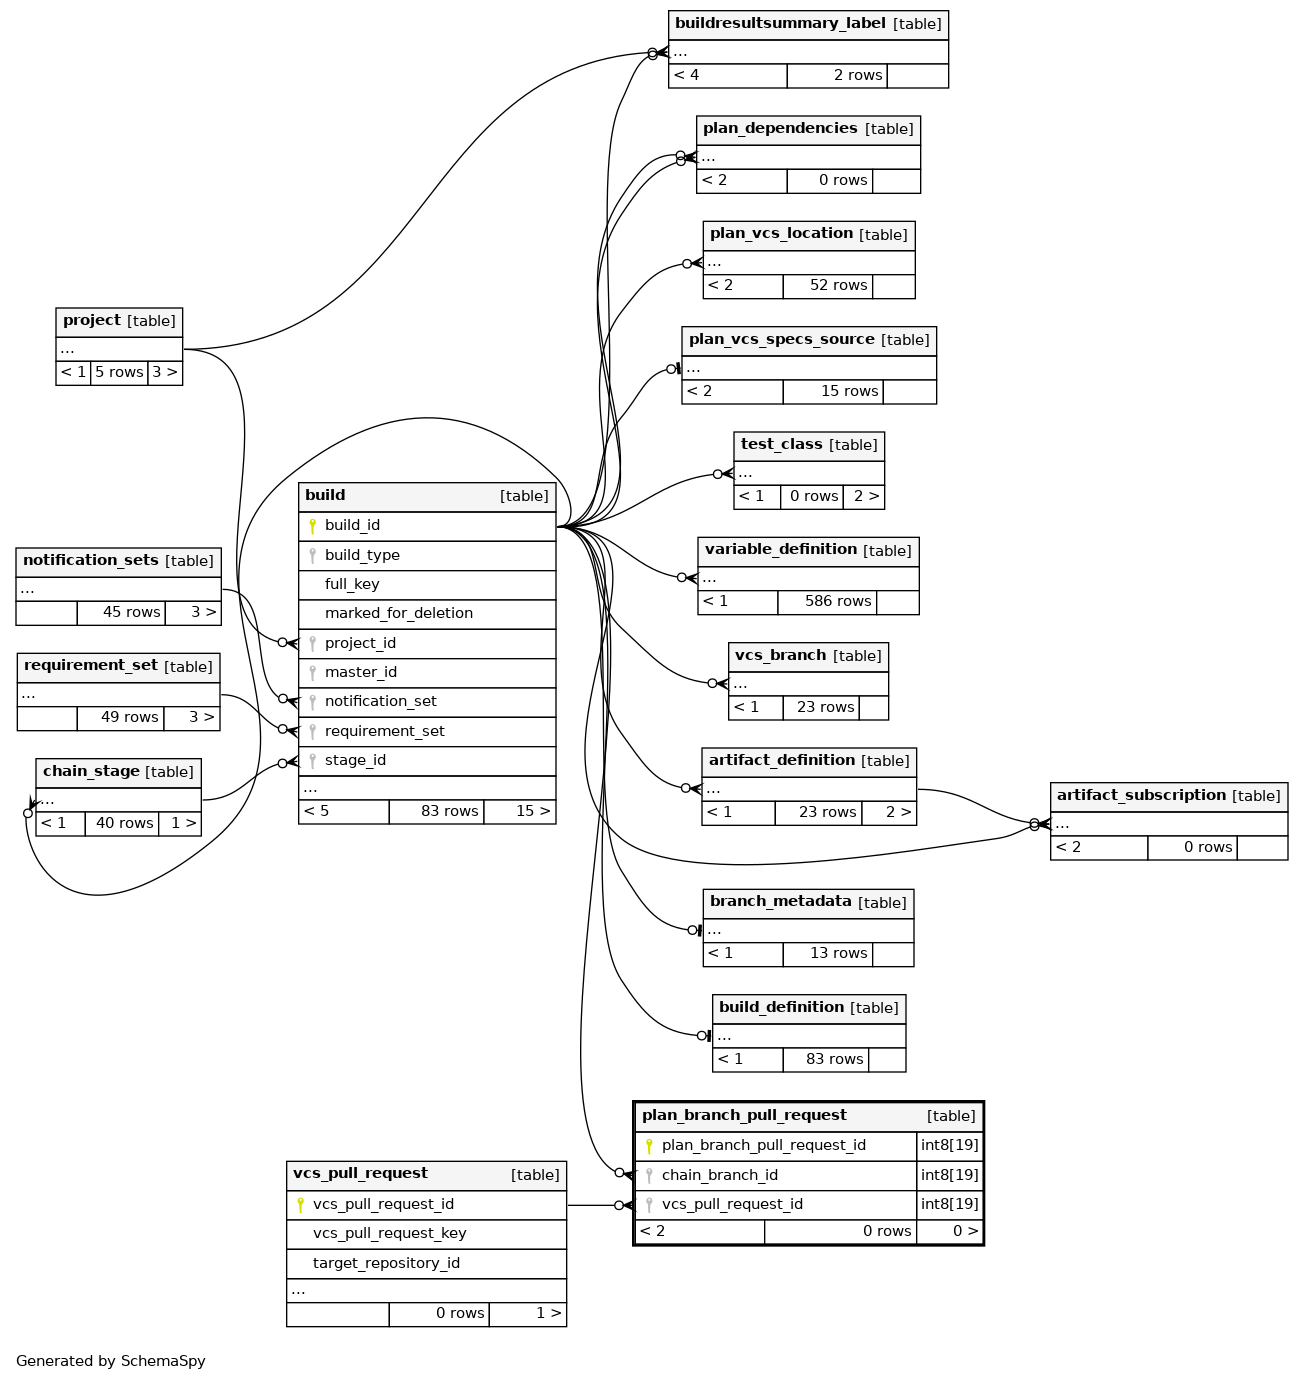 buildresultsummary_label [table]
...
< 4 2 rows
plan_dependencies [table]
...
< 2 0 rows
plan_vcs_location [table]
...
< 2 52 rows
project [table]
...
< 1 5 rows 3 >
plan_vcs_specs_source [table]
...
< 2 15 rows
test_class [table]
...
< 1 0 rows 2 >
build [table]
build_id
build_type
full_key
marked_for_deletion
project_id
master_id
notification_set
requirement_set
stage_id
...
< 5 83 rows 15 >
notification_sets [table]
...
45 rows 3 >
requirement_set [table]
...
49 rows 3 >
chain_stage [table]
...
< 1 40 rows 1 >
variable_definition [table]
...
< 1 586 rows
vcs_branch [table]
...
< 1 23 rows
artifact_definition [table]
...
< 1 23 rows 2 >
artifact_subscription [table]
...
< 2 0 rows
branch_metadata [table]
...
< 1 13 rows
build_definition [table]
...
< 1 83 rows
plan_branch_pull_request [table]
plan_branch_pull_request_id int8[19]
chain_branch_id int8[19]
vcs_pull_request_id int8[19]
< 2 0 rows 0 >
vcs_pull_request [table]
vcs_pull_request_id
vcs_pull_request_key
target_repository_id
...
0 rows 1 >
Generated by SchemaSpy